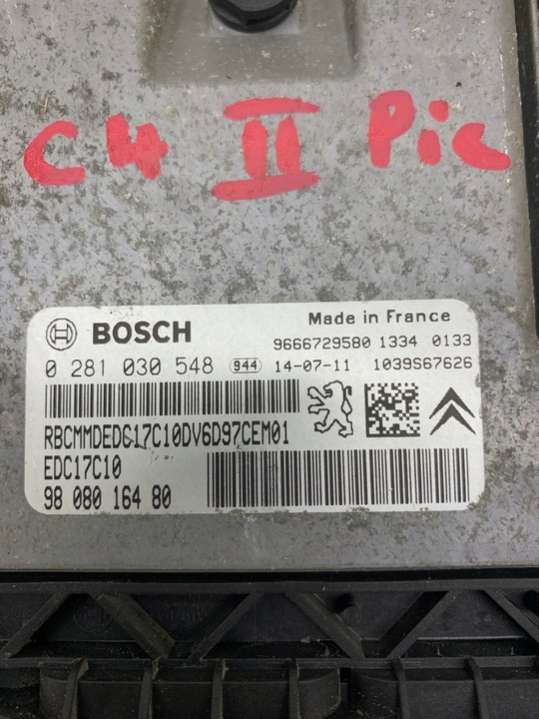 C4 II Pic
BOSCH
Made in France
9666729580 1334 0133
0 281 030 548 944 14-07-11 1039S67626
RBCMMDEDG17C10DV6D97CEM01
EDC17C10
98 080 164 80